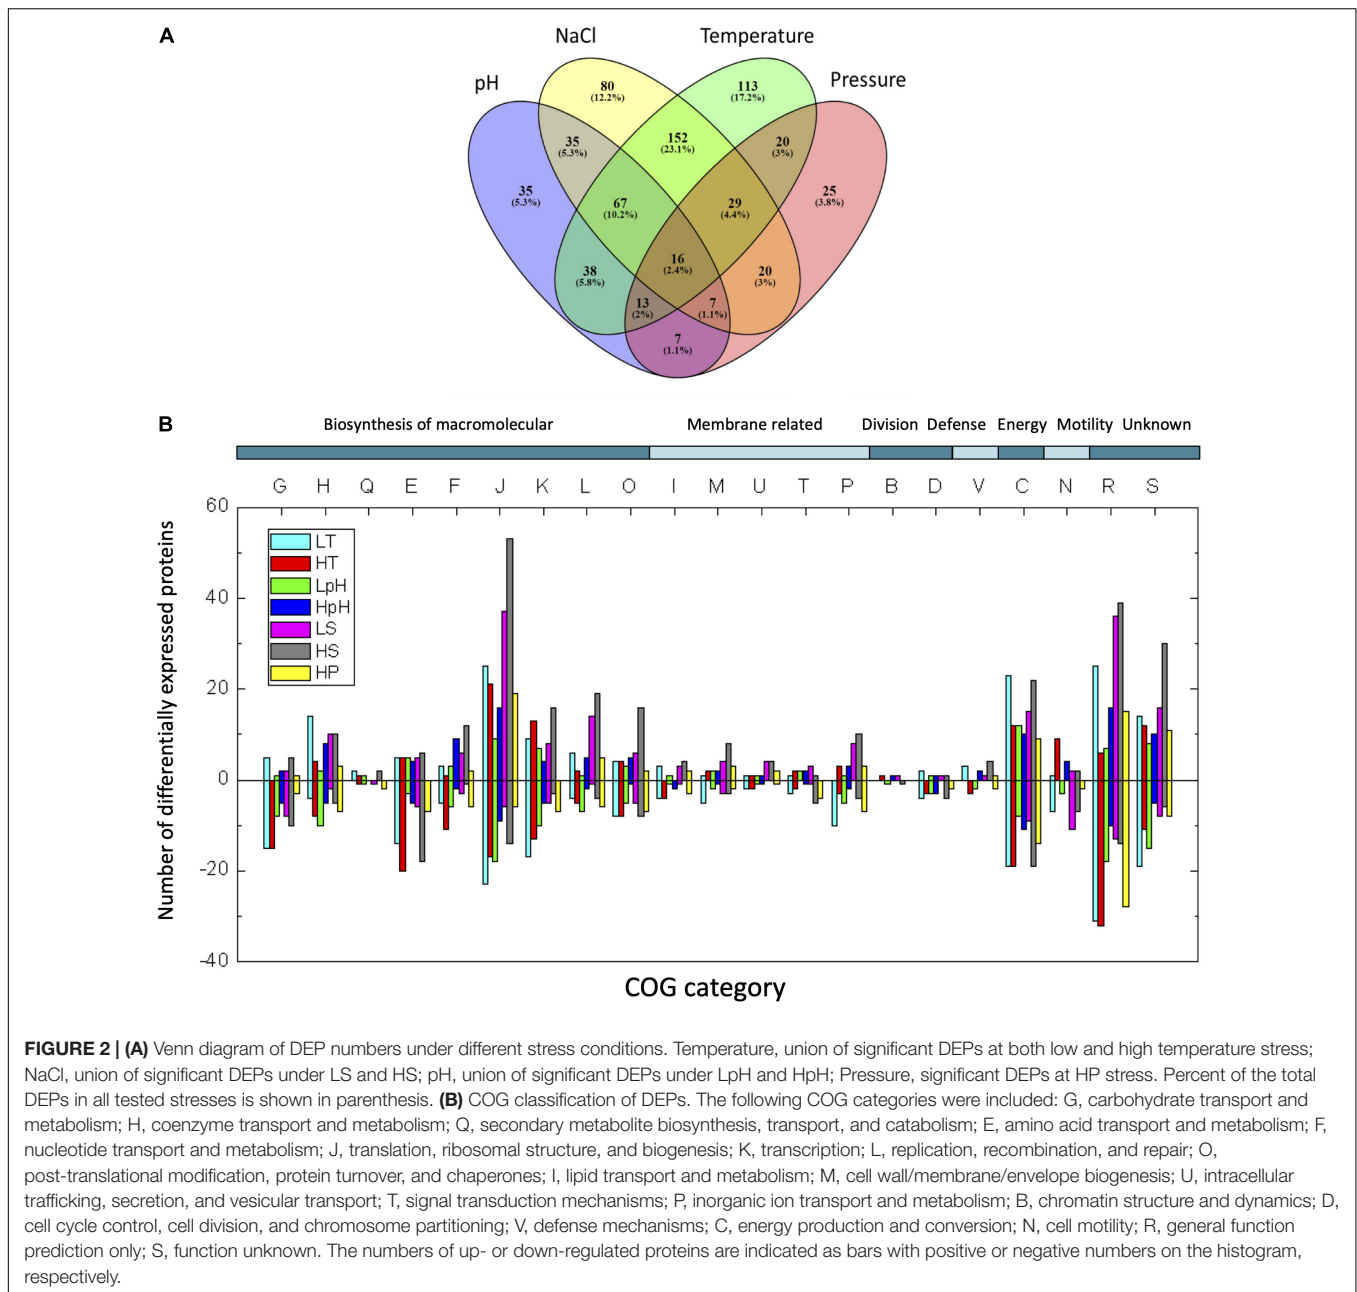 A
NaCl
Temperature
pH
Pressure
80
(12.2%)
113
(17.2%)
35
(5.3%)
152
(23.1%)
20
(3%)
35
(5.3%)
25
(3.8%)
67
(10.2%)
29
(4.4%)
16
(2.4%)
38
(5.8%)
20
(3%)
13
(2%)
7
(1.1%)
7
(1.1%)
B
Biosynthesis of macromolecular Membrane related Division Defense Energy Motility Unknown
G H Q E F J K L O I M U T P B D V C N R S
60
40
20
0
-20
-40
Number of differentially expressed proteins
LT
HT
LpH
HpH
LS
HS
HP
COG category
FIGURE 2 | (A) Venn diagram of DEP numbers under different stress conditions. Temperature, union of significant DEPs at both low and high temperature stress;
NaCl, union of significant DEPs under LS and HS; pH, union of significant DEPs under LpH and HpH; Pressure, significant DEPs at HP stress. Percent of the total
DEPs in all tested stresses is shown in parenthesis. (B) COG classification of DEPs. The following COG categories were included: G, carbohydrate transport and
metabolism; H, coenzyme transport and metabolism; Q, secondary metabolite biosynthesis, transport, and catabolism; E, amino acid transport and metabolism; F,
nucleotide transport and metabolism; J, translation, ribosomal structure, and biogenesis; K, transcription; L, replication, recombination, and repair; O,
post-translational modification, protein turnover, and chaperones; I, lipid transport and metabolism; M, cell wall/membrane/envelope biogenesis; U, intracellular
trafficking, secretion, and vesicular transport; T, signal transduction mechanisms; P, inorganic ion transport and metabolism; B, chromatin structure and dynamics; D,
cell cycle control, cell division, and chromosome partitioning; V, defense mechanisms; C, energy production and conversion; N, cell motility; R, general function
prediction only; S, function unknown. The numbers of up- or down-regulated proteins are indicated as bars with positive or negative numbers on the histogram,
respectively.